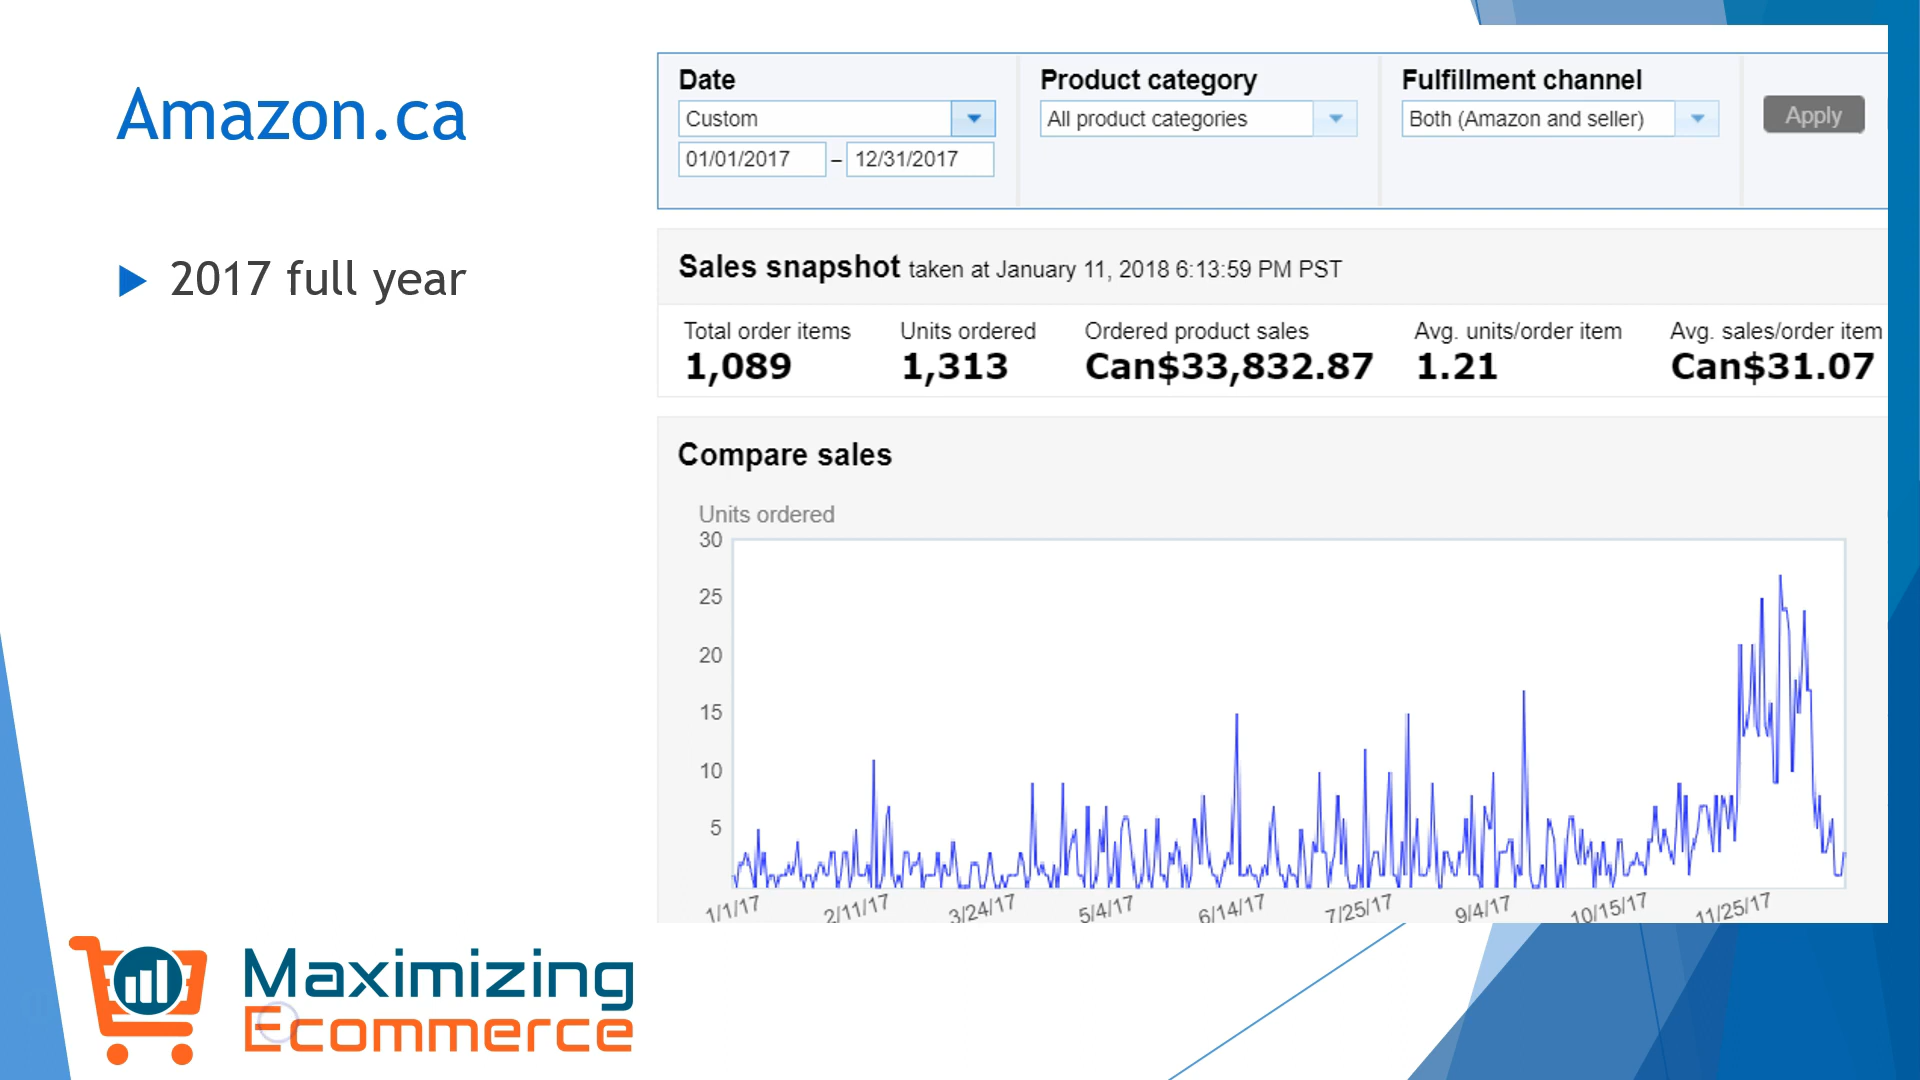 Amazon.ca
2017 full year
Date
Product category
Fulfillment channel
Custom
All product categories
Both (Amazon and seller)
Apply
01/01/2017 – 12/31/2017
Sales snapshot taken at January 11, 2018 6:13:59 PM PST
Total order items
Units ordered
Ordered product sales
Avg. units/order item
Avg. sales/order item
1,089
1,313
Can$33,832.87
1.21
Can$31.07
Compare sales
Units ordered
30
25
20
15
10
5
1/1/17
2/11/17
3/24/17
5/4/17
6/14/17
7/25/17
9/4/17
10/15/17
11/25/17
Maximizing
Ecommerce